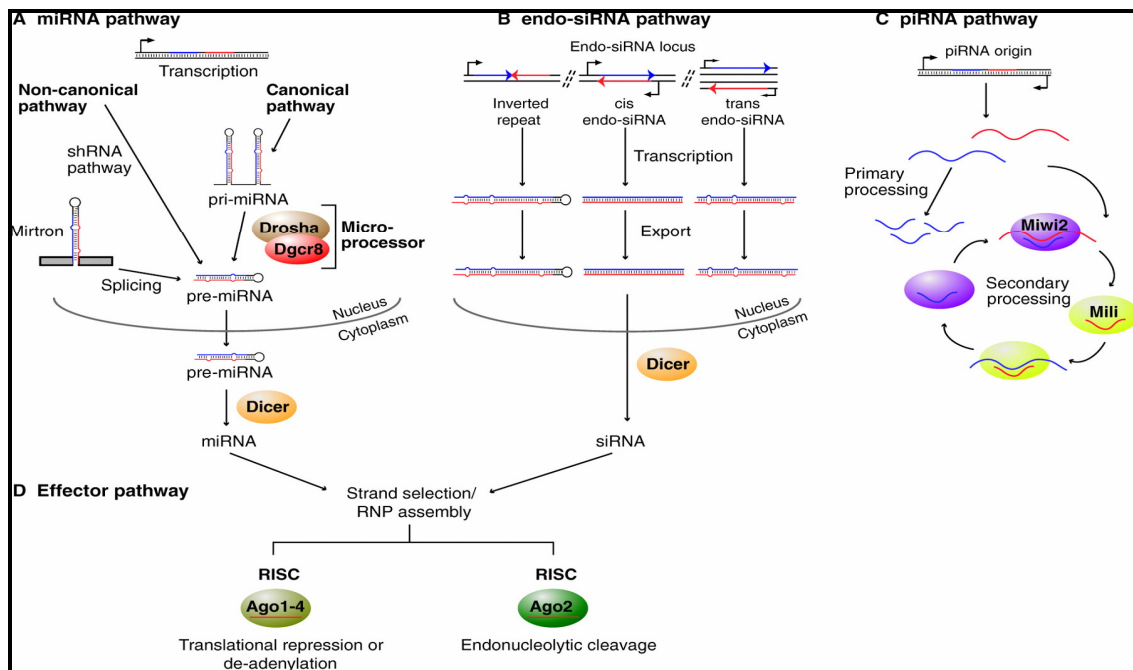 A miRNA pathway
Transcription
Non-canonical
pathway
Canonical
pathway
shRNA
pathway
pri-miRNA
Mirtron
Drosha
Dgcr8
Micro-
processor
Splicing
pre-miRNA
Nucleus
Cytoplasm
pre-miRNA
Dicer
miRNA
B endo-siRNA pathway
Endo-siRNA locus
Inverted
repeat
cis
endo-siRNA
trans
endo-siRNA
Transcription
Export
Nucleus
Cytoplasm
Dicer
siRNA
C piRNA pathway
piRNA origin
Primary
processing
Miwi2
Secondary
processing
Mili
D Effector pathway
Strand selection/
RNP assembly
RISC
Ago1-4
Translational repression or
de-adenylation
RISC
Ago2
Endonucleolytic cleavage